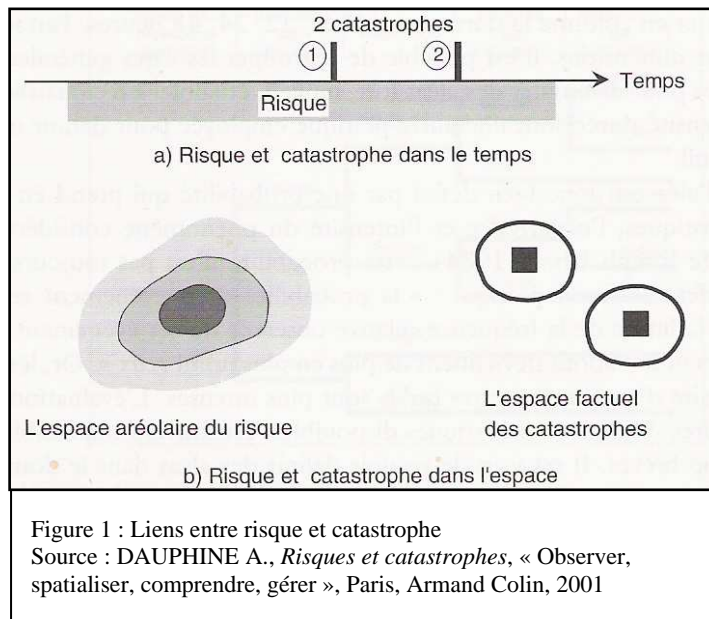 2 catastrophes
1 2
Temps
Risque
a) Risque et catastrophe dans le temps
L'espace aréolaire du risque
L'espace factuel
des catastrophes
b) Risque et catastrophe dans l'espace
Figure 1 : Liens entre risque et catastrophe
Source : DAUPHINE A., Risques et catastrophes, « Observer,
spatialiser, comprendre, gérer », Paris, Armand Colin, 2001